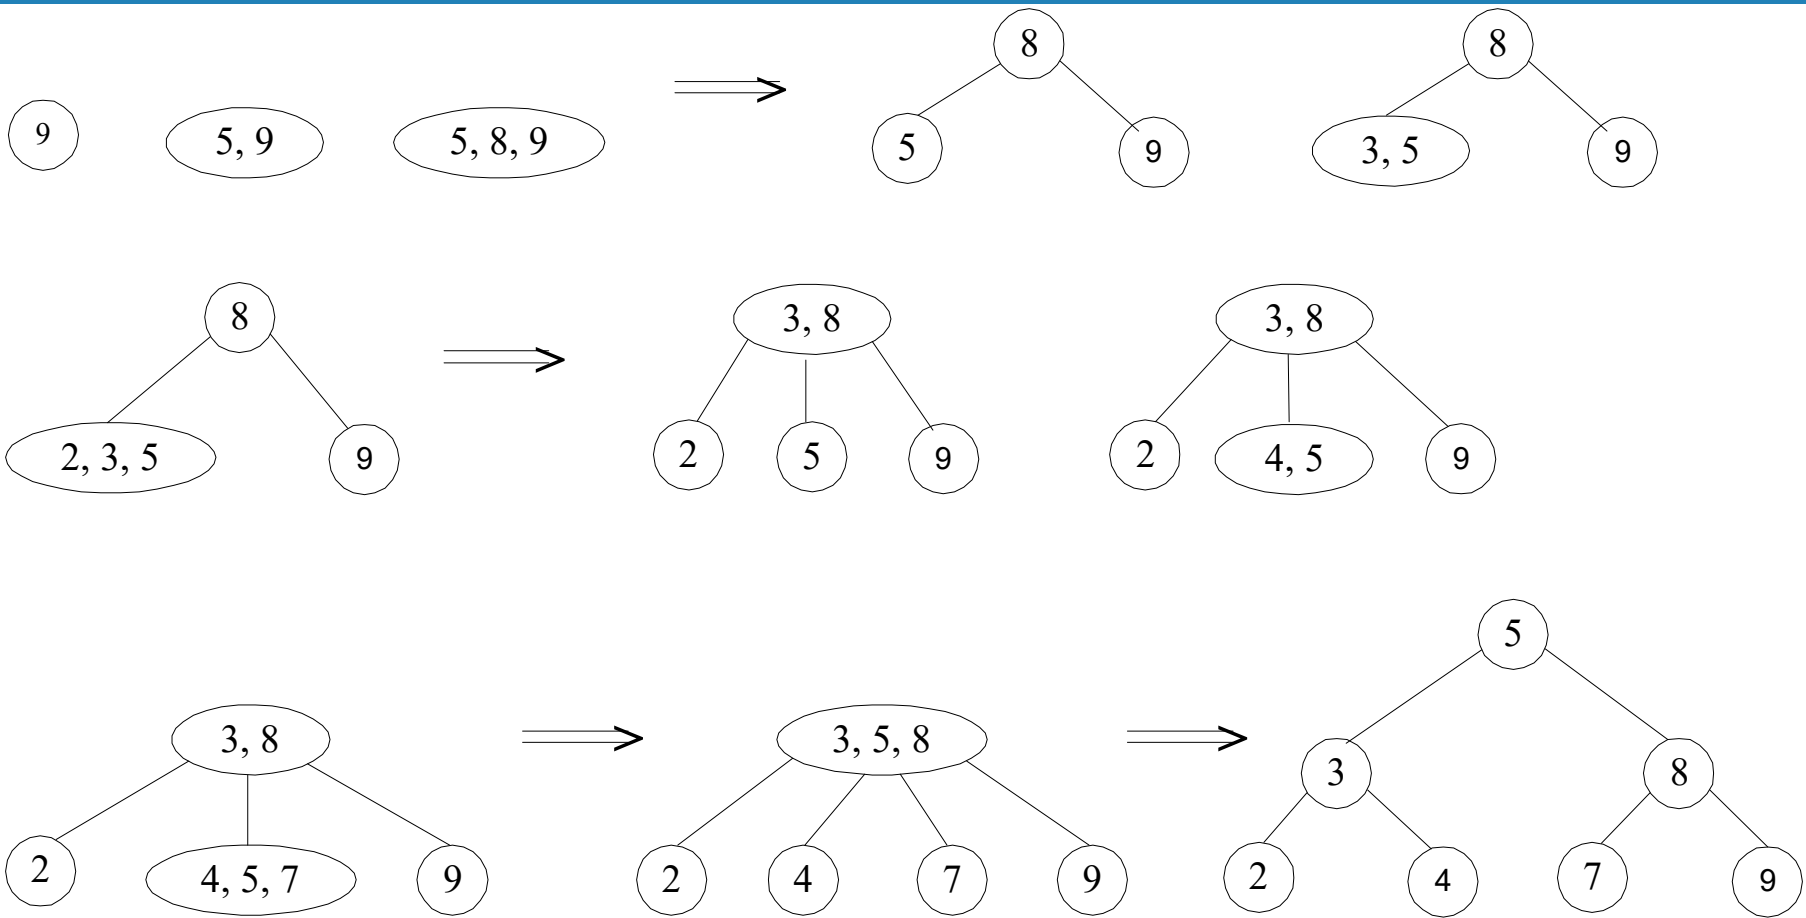 8 8
9 5, 9 5, 8, 9 5 9 3, 5 9
8 3, 8 3, 8
2, 3, 5 9 2 5 9 2 4, 5 9
5
3, 8 3, 5, 8 3 8
2 4, 5, 7 9 2 4 7 9 2 4 7 9